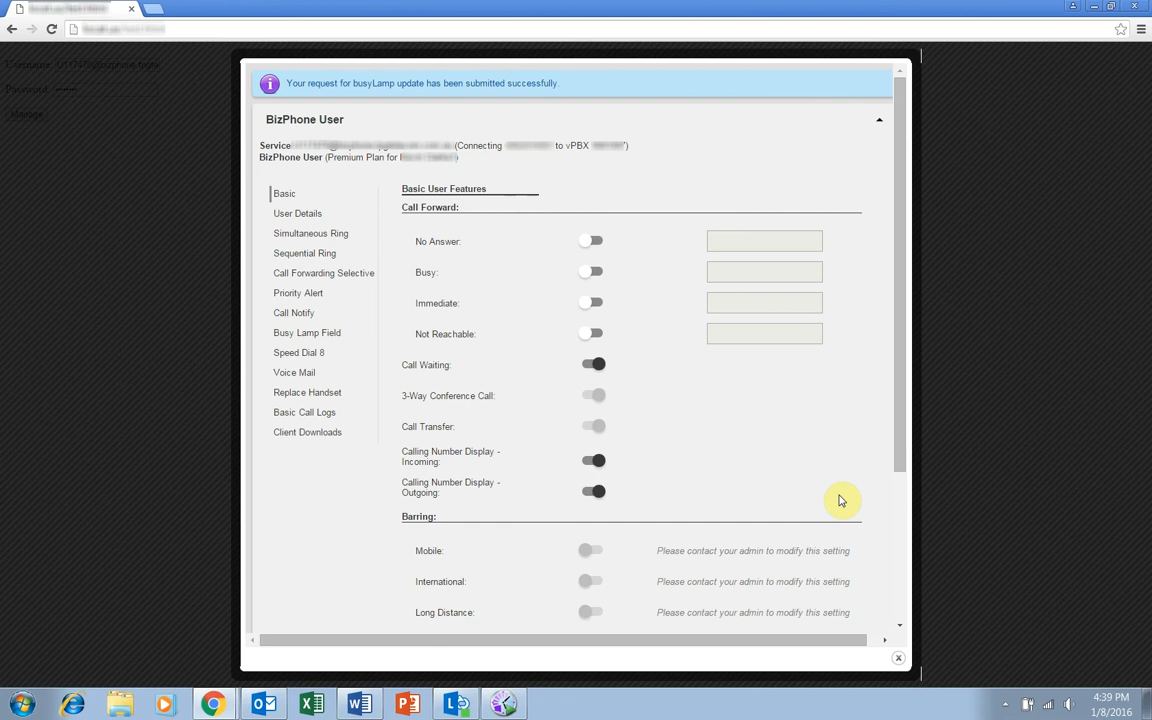 Username:
Password:
Manage
Your request for busyLamp update has been submitted successfully.
BizPhone User
Service (Connecting to vPBX )
BizPhone User (Premium Plan for )
Basic
User Details
Simultaneous Ring
Sequential Ring
Call Forwarding Selective
Priority Alert
Call Notify
Busy Lamp Field
Speed Dial 8
Voice Mail
Replace Handset
Basic Call Logs
Client Downloads
Basic User Features
Call Forward:
No Answer:
Busy:
Immediate:
Not Reachable:
Call Waiting:
3-Way Conference Call:
Call Transfer:
Calling Number Display -
Incoming:
Calling Number Display -
Outgoing:
Barring:
Mobile: Please contact your admin to modify this setting
International: Please contact your admin to modify this setting
Long Distance: Please contact your admin to modify this setting
4:39 PM
1/8/2016